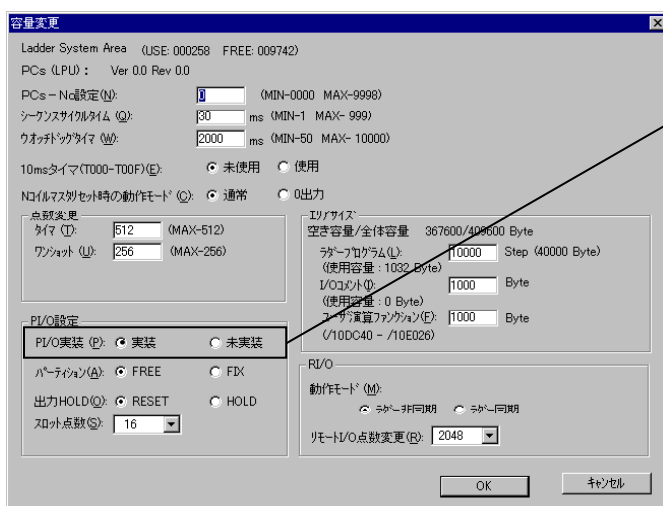 容量変更
Ladder System Area (USE: 000258 FREE: 009742)
PCs (LPU) : Ver 0.0 Rev 0.0
PCs-No設定(N): 0 (MIN-0000 MAX-9998)
シーケンスサイクルタイム (Q): 30 ms (MIN-1 MAX- 999)
ウオッチドッグタイマ (W): 2000 ms (MIN-50 MAX- 10000)
10msタイマ(T000-T00F)(E): 未使用 使用
Nコイルマスタリセット時の動作モード (C): 通常 0出力
点数変更
タイマ (T): 512 (MAX-512)
ワンショット (U): 256 (MAX-256)
エリアサイズ
空き容量/全体容量 367600/409600 Byte
ラダープログラム(L): 10000 Step (40000 Byte)
(使用容量 : 1032 Byte)
I/Oコメント(I): 1000 Byte
(使用容量 : 0 Byte)
ユーザ演算ファンクション(F): 1000 Byte
(/10DC40 - /10E026)
PI/O設定
PI/O実装 (P): 実装 未実装
パーティション(A): FREE FIX
出力HOLD(O): RESET HOLD
スロット点数(S): 16
RI/O
動作モード (M):
ラダー非同期 ラダー同期
リモートI/O点数変更(R): 2048
OK キャンセル